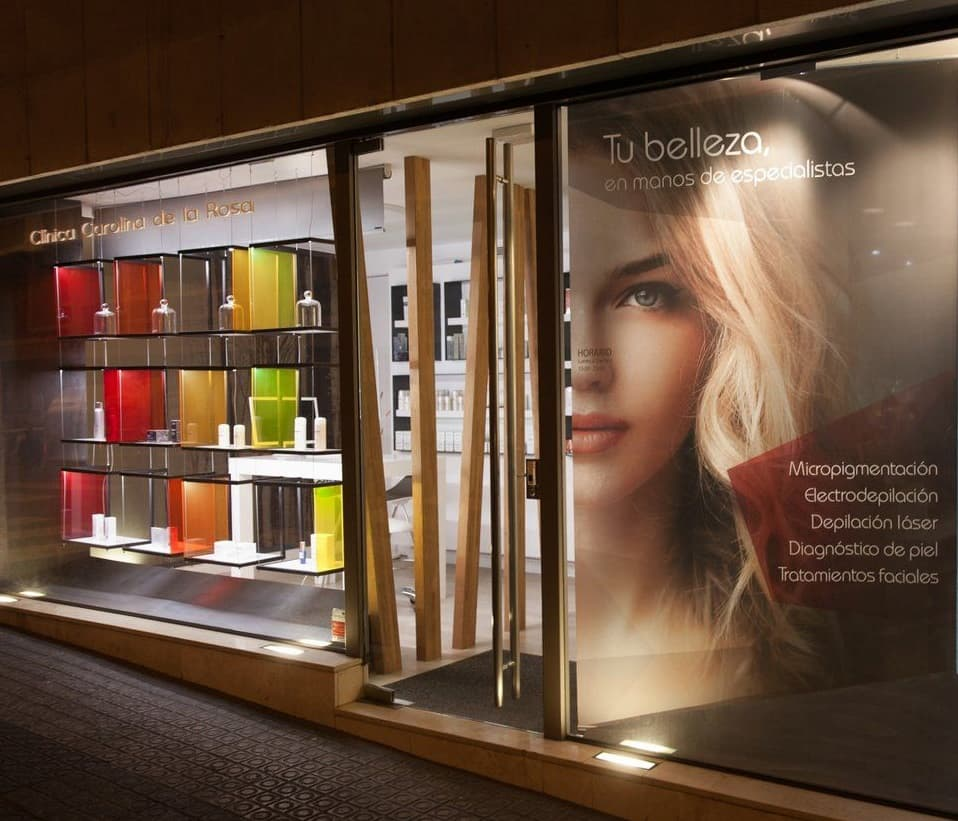 Clínica Carolina de la Rosa
Tu belleza,
en manos de especialistas
HORARIO
Micropigmentación
Electrodepilación
Depilación láser
Diagnóstico de piel
Tratamientos faciales